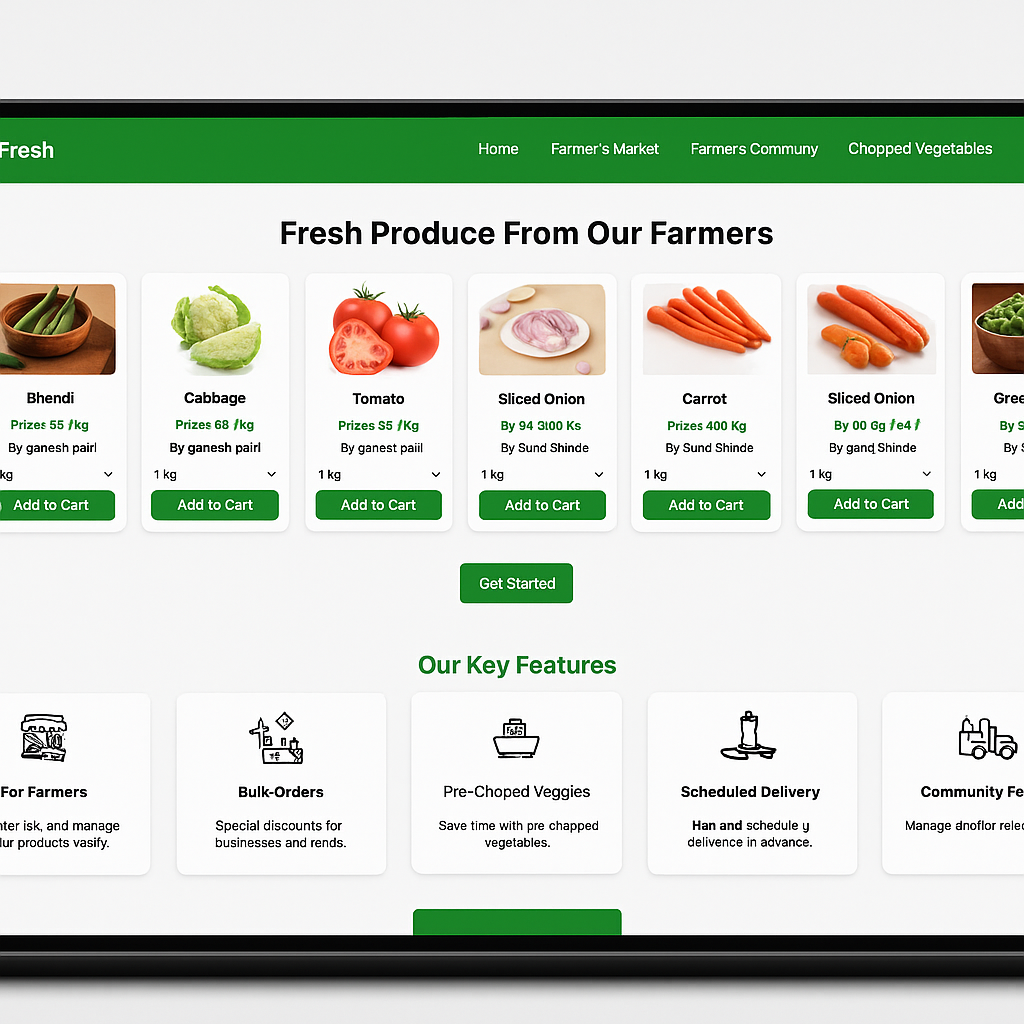 Fresh
Home
Farmer's Market
Farmers Communy
Chopped Vegetables
Fresh Produce From Our Farmers
Bhendi
Prizes 55 /kg
By ganesh pairl
kg
Add to Cart
Cabbage
Prizes 68 /kg
By ganesh pairl
1 kg
Add to Cart
Tomato
Prizes S5 /Kg
By ganest paiil
1 kg
Add to Cart
Sliced Onion
By 94 3t00 Ks
By Sund Shinde
1 kg
Add to Cart
Carrot
Prizes 400 Kg
By Sund Shinde
1 kg
Add to Cart
Sliced Onion
By 00 Gg /e4 /
By ganq Shinde
1 kg
Add to Cart
Gree
By S
By S
1 kg
Add
Get Started
Our Key Features
For Farmers
nter isk, and manage
lur products vasify.
Bulk-Orders
Special discounts for
businesses and rends.
Pre-Choped Veggies
Save time with pre chapped
vegetables.
Scheduled Delivery
Han and schedule y
delivence in advance.
Community Fe
Manage dnoflor relec